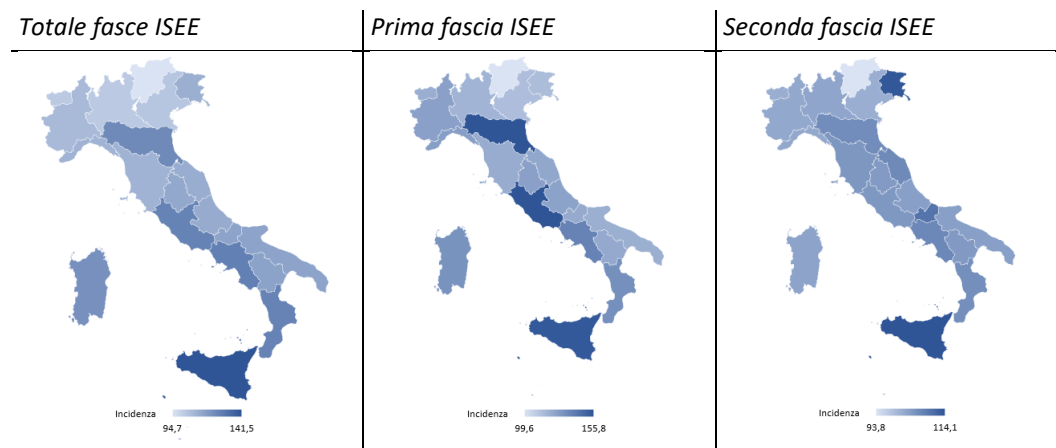 Totale fasce ISEE
Prima fascia ISEE
Seconda fascia ISEE
Incidenza
94,7 141,5
Incidenza
99,6 155,8
Incidenza
93,8 114,1